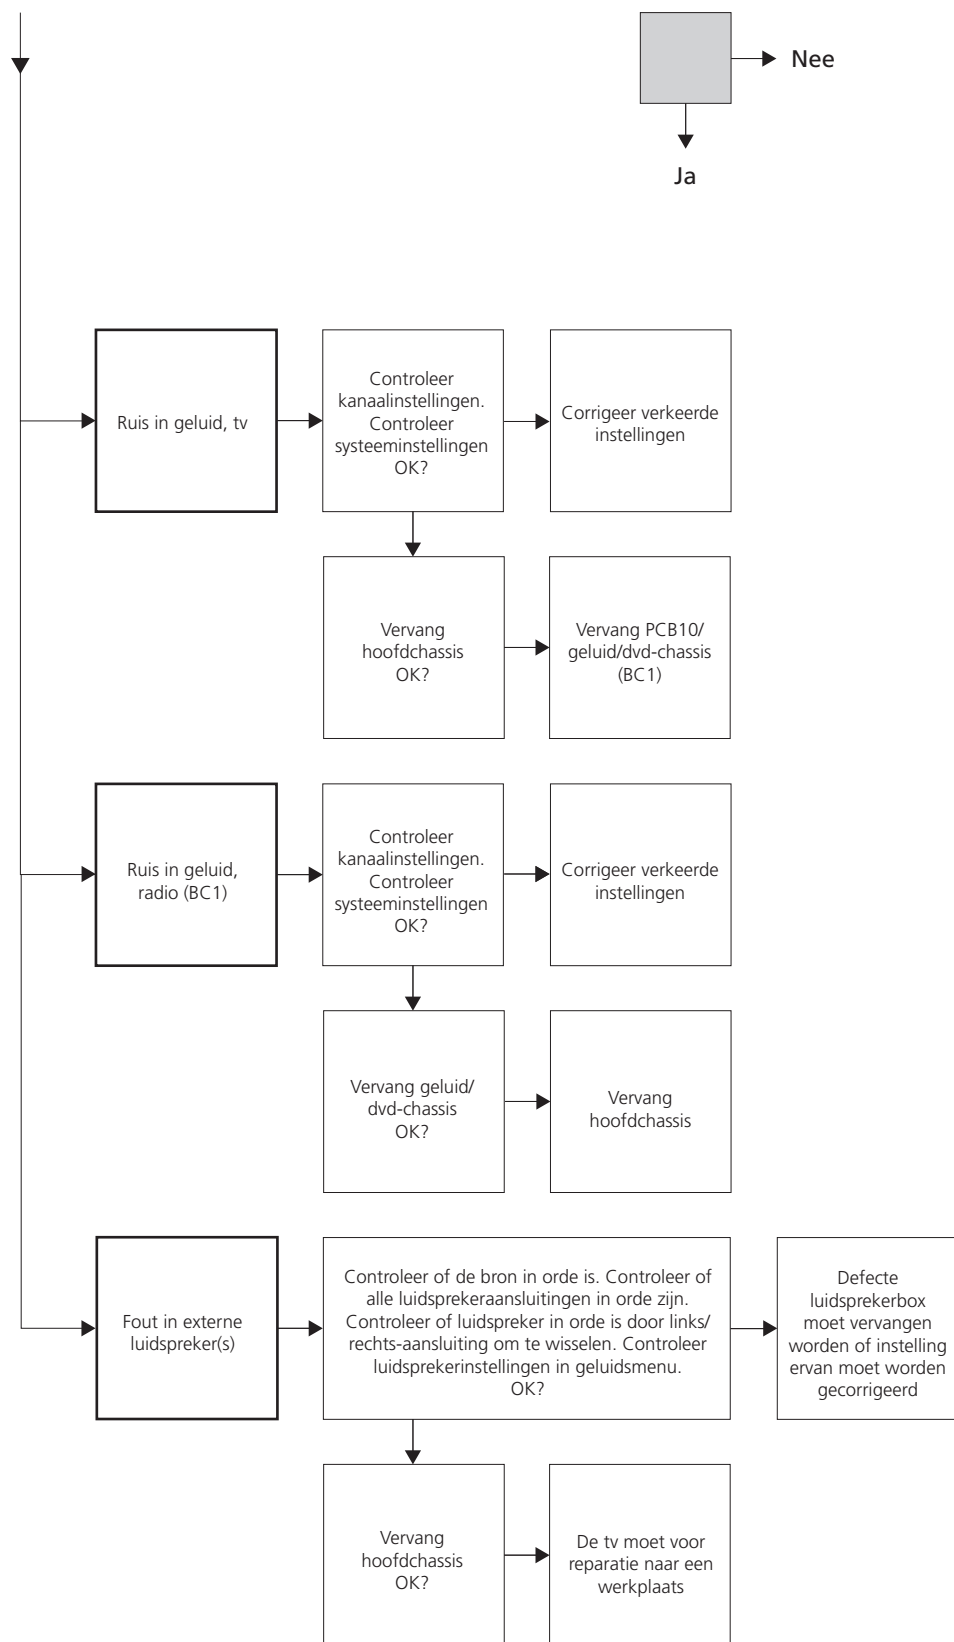 Nee
Ja
Ruis in geluid, tv
Controleer
kanaalinstellingen.
Controleer
systeeminstellingen
OK?
Corrigeer verkeerde
instellingen
Vervang
hoofdchassis
OK?
Vervang PCB10/
geluid/dvd-chassis
(BC1)
Ruis in geluid,
radio (BC1)
Controleer
kanaalinstellingen.
Controleer
systeeminstellingen
OK?
Corrigeer verkeerde
instellingen
Vervang geluid/
dvd-chassis
OK?
Vervang
hoofdchassis
Fout in externe
luidspreker(s)
Controleer of de bron in orde is. Controleer of
alle luidsprekeraansluitingen in orde zijn.
Controleer of luidspreker in orde is door links/
rechts-aansluiting om te wisselen. Controleer
luidsprekerinstellingen in geluidsmenu.
OK?
Defecte
luidsprekerbox
moet vervangen
worden of instelling
ervan moet worden
gecorrigeerd
Vervang
hoofdchassis
OK?
De tv moet voor
reparatie naar een
werkplaats